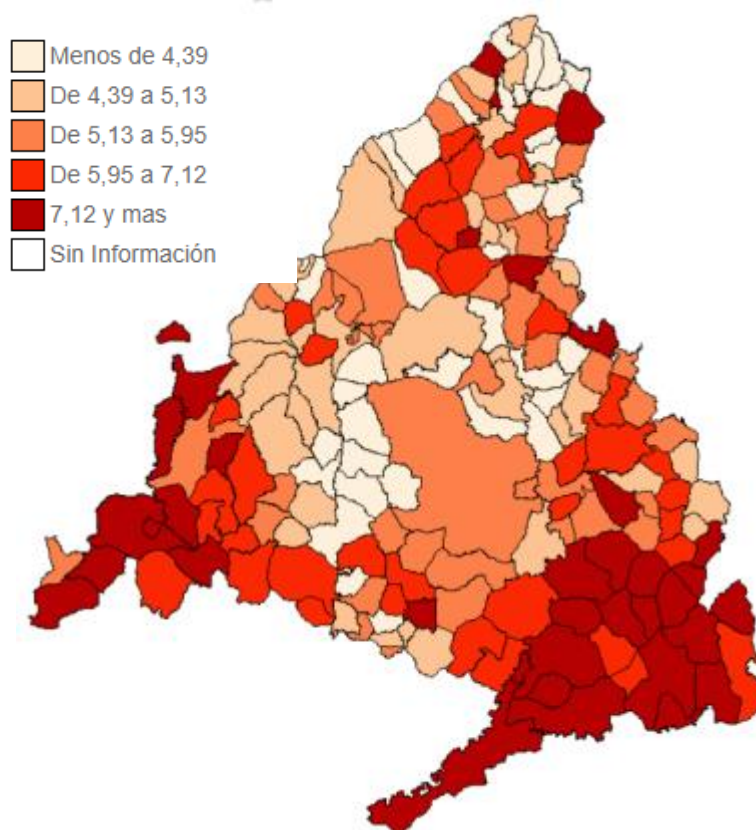 Menos de 4,39
De 4,39 a 5,13
De 5,13 a 5,95
De 5,95 a 7,12
7,12 y mas
Sin Información